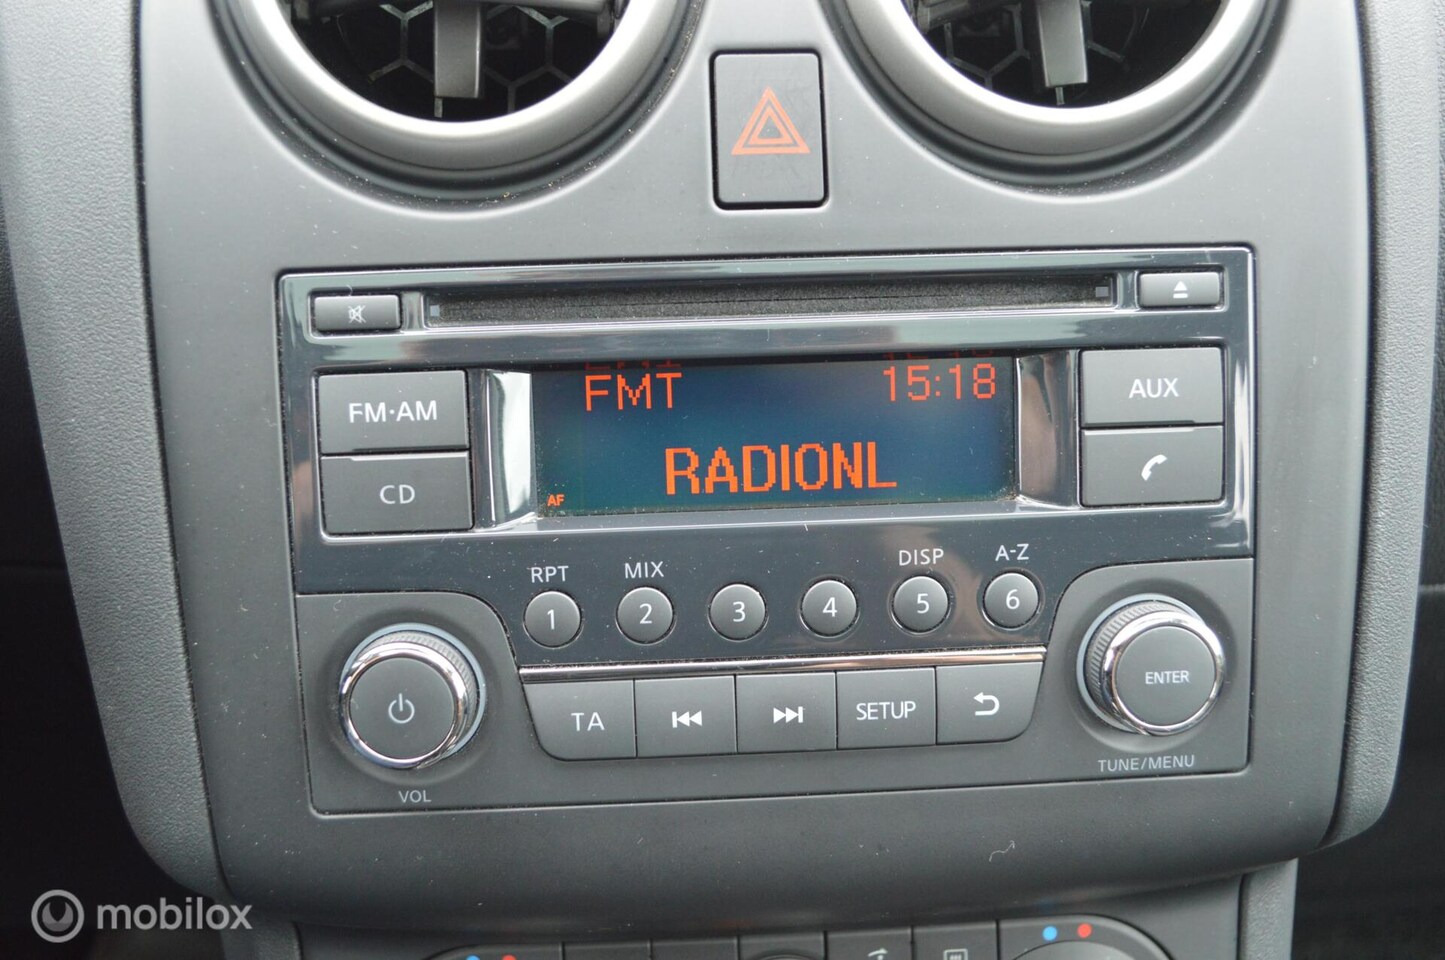 FM·AM
FMT 15:18
AUX
CD
AF RADIONL
RPT MIX DISP A-Z
1 2 3 4 5 6
ENTER
TA SETUP
VOL
TUNE/MENU
mobilox